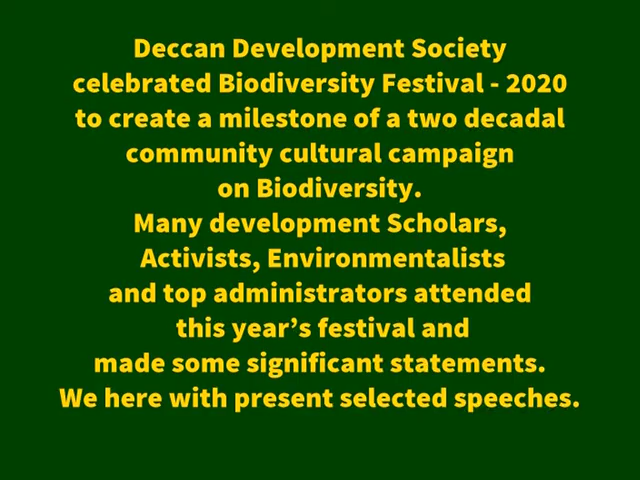 Deccan Development Society
celebrated Biodiversity Festival - 2020
to create a milestone of a two decadal
community cultural campaign
on Biodiversity.
Many development Scholars,
Activists, Environmentalists
and top administrators attended
this year’s festival and
made some significant statements.
We here with present selected speeches.